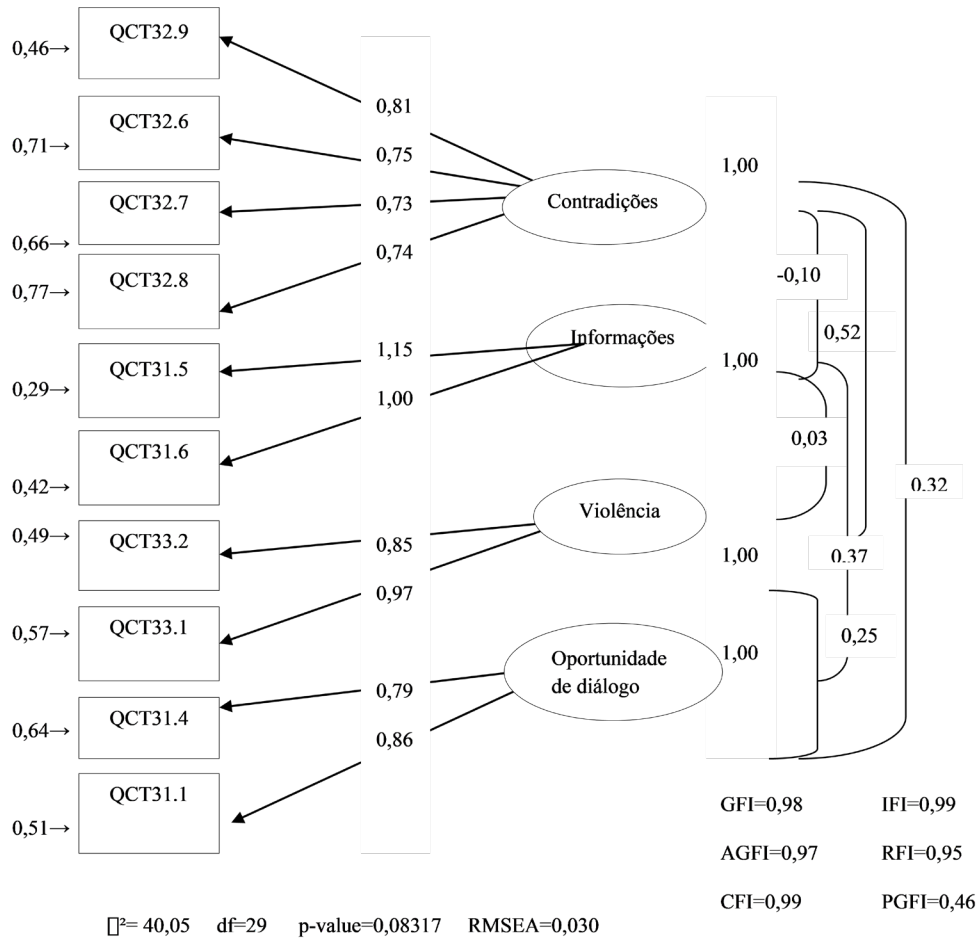 QCT32.9
0,46→
0,81
QCT32.6
0,71→
0,75
1,00
QCT32.7
0,73
Contradições
0,66→
0,74
QCT32.8
0,77→
-0,10
0,52
1,15
Informações
1,00
QCT31.5
0,29→
1,00
QCT31.6
0,03
0,42→
0.32
Violência
0,49→
QCT33.2
0,85
1,00
0.37
0,97
QCT33.1
0,57→
0,25
Oportunidade
de diálogo
1,00
0,79
QCT31.4
0,64→
0,86
QCT31.1
0,51→
GFI=0,98 IFI=0,99
AGFI=0,97 RFI=0,95
CFI=0,99 PGFI=0,46
▯²= 40,05 df=29 p-value=0,08317 RMSEA=0,030